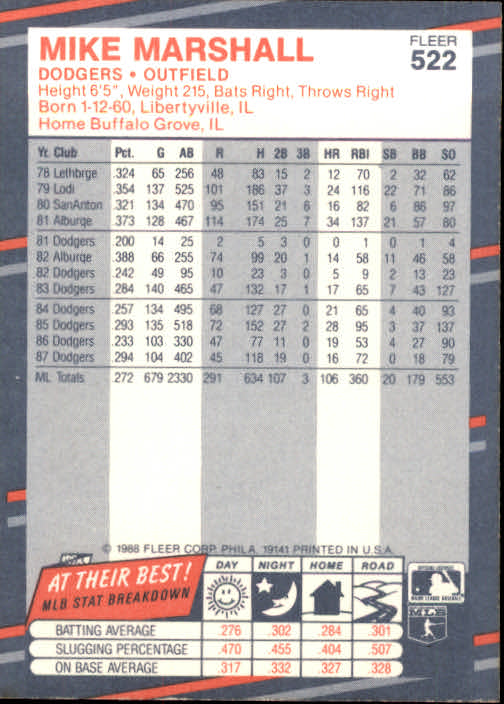 MIKE MARSHALL
FLEER
522
DODGERS • OUTFIELD
Height 6'5", Weight 215, Bats Right, Throws Right
Born 1-12-60, Libertyville, IL
Home Buffalo Grove, IL
Yr. Club Pct. G AB R H 2B 3B HR RBI SB BB SO
78 Lethbrge .324 65 256 48 83 15 2 12 70 2 32 62
79 Lodi .354 137 525 101 186 37 3 24 116 22 71 86
80 SanAnton .321 134 470 95 151 21 6 16 82 6 86 97
81 Alburge .373 128 467 114 174 25 7 34 137 21 57 80
81 Dodgers .200 14 25 2 5 3 0 0 1 0 1 4
82 Alburge .388 66 255 74 99 20 1 14 58 11 46 58
82 Dodgers .242 49 95 10 23 3 0 5 9 2 13 23
83 Dodgers .284 140 465 47 132 17 1 17 65 7 43 127
84 Dodgers .257 134 495 68 127 27 0 21 65 4 40 93
85 Dodgers .293 135 518 72 152 27 2 28 95 3 37 137
86 Dodgers .233 103 330 47 77 11 0 19 53 4 27 90
87 Dodgers .294 104 402 45 118 19 0 16 72 0 18 79
ML Totals .272 679 2330 291 634 107 3 106 360 20 179 553
© 1988 FLEER CORP. PHILA. 19141 PRINTED IN U.S.A.
AT THEIR BEST!
MLB STAT BREAKDOWN
DAY NIGHT HOME ROAD
BATTING AVERAGE .276 .302 .284 .301
SLUGGING PERCENTAGE .470 .455 .404 .507
ON BASE AVERAGE .317 .332 .327 .328
MAJOR LEAGUE BASEBALL